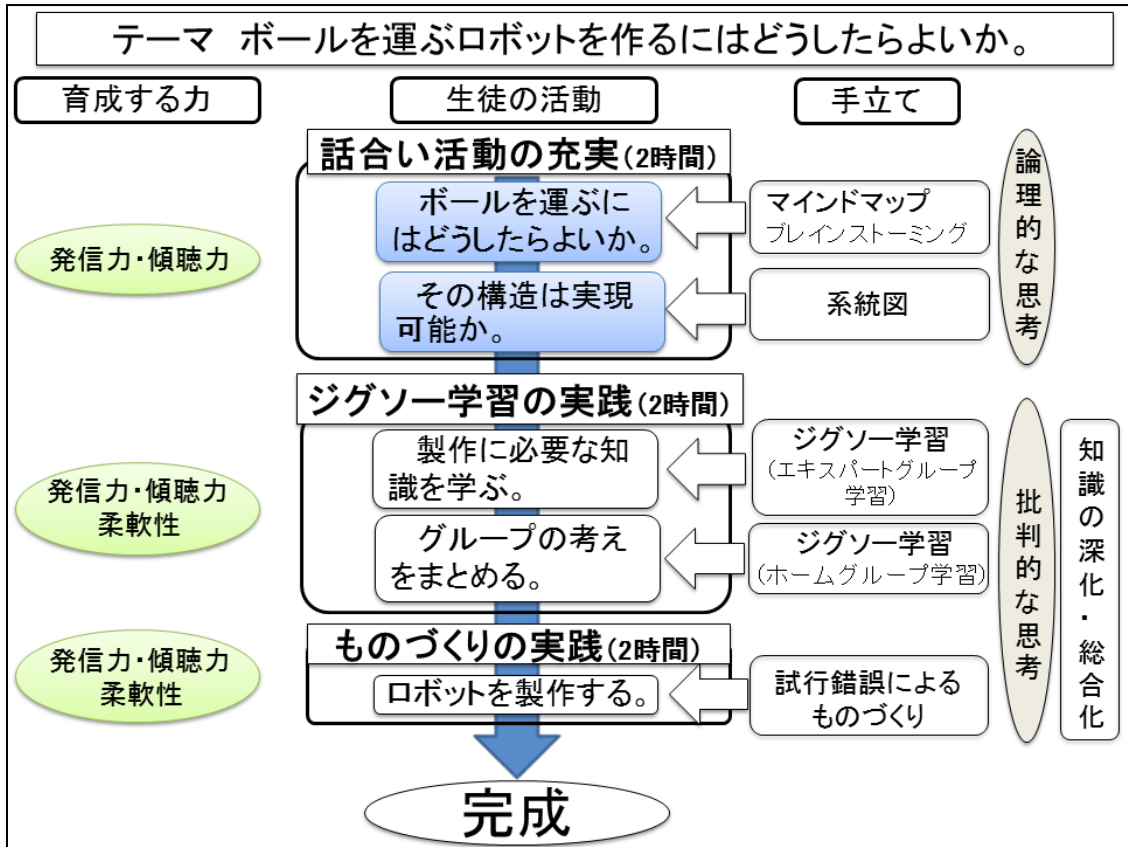 テーマ ボールを運ぶロボットを作るにはどうしたらよいか。
育成する力
生徒の活動
手立て
話合い活動の充実(2時間)
ボールを運ぶに
はどうしたらよいか。
マインドマップ
ブレインストーミング
発信力・傾聴力
その構造は実現
可能か。
系統図
論理的な思考
ジグソー学習の実践(2時間)
製作に必要な知
識を学ぶ。
ジグソー学習
(エキスパートグループ
学習)
発信力・傾聴力
柔軟性
グループの考え
をまとめる。
ジグソー学習
(ホームグループ学習)
ものづくりの実践(2時間)
発信力・傾聴力
柔軟性
ロボットを製作する。
試行錯誤による
ものづくり
批判的な思考
知識の深化・総合化
完成